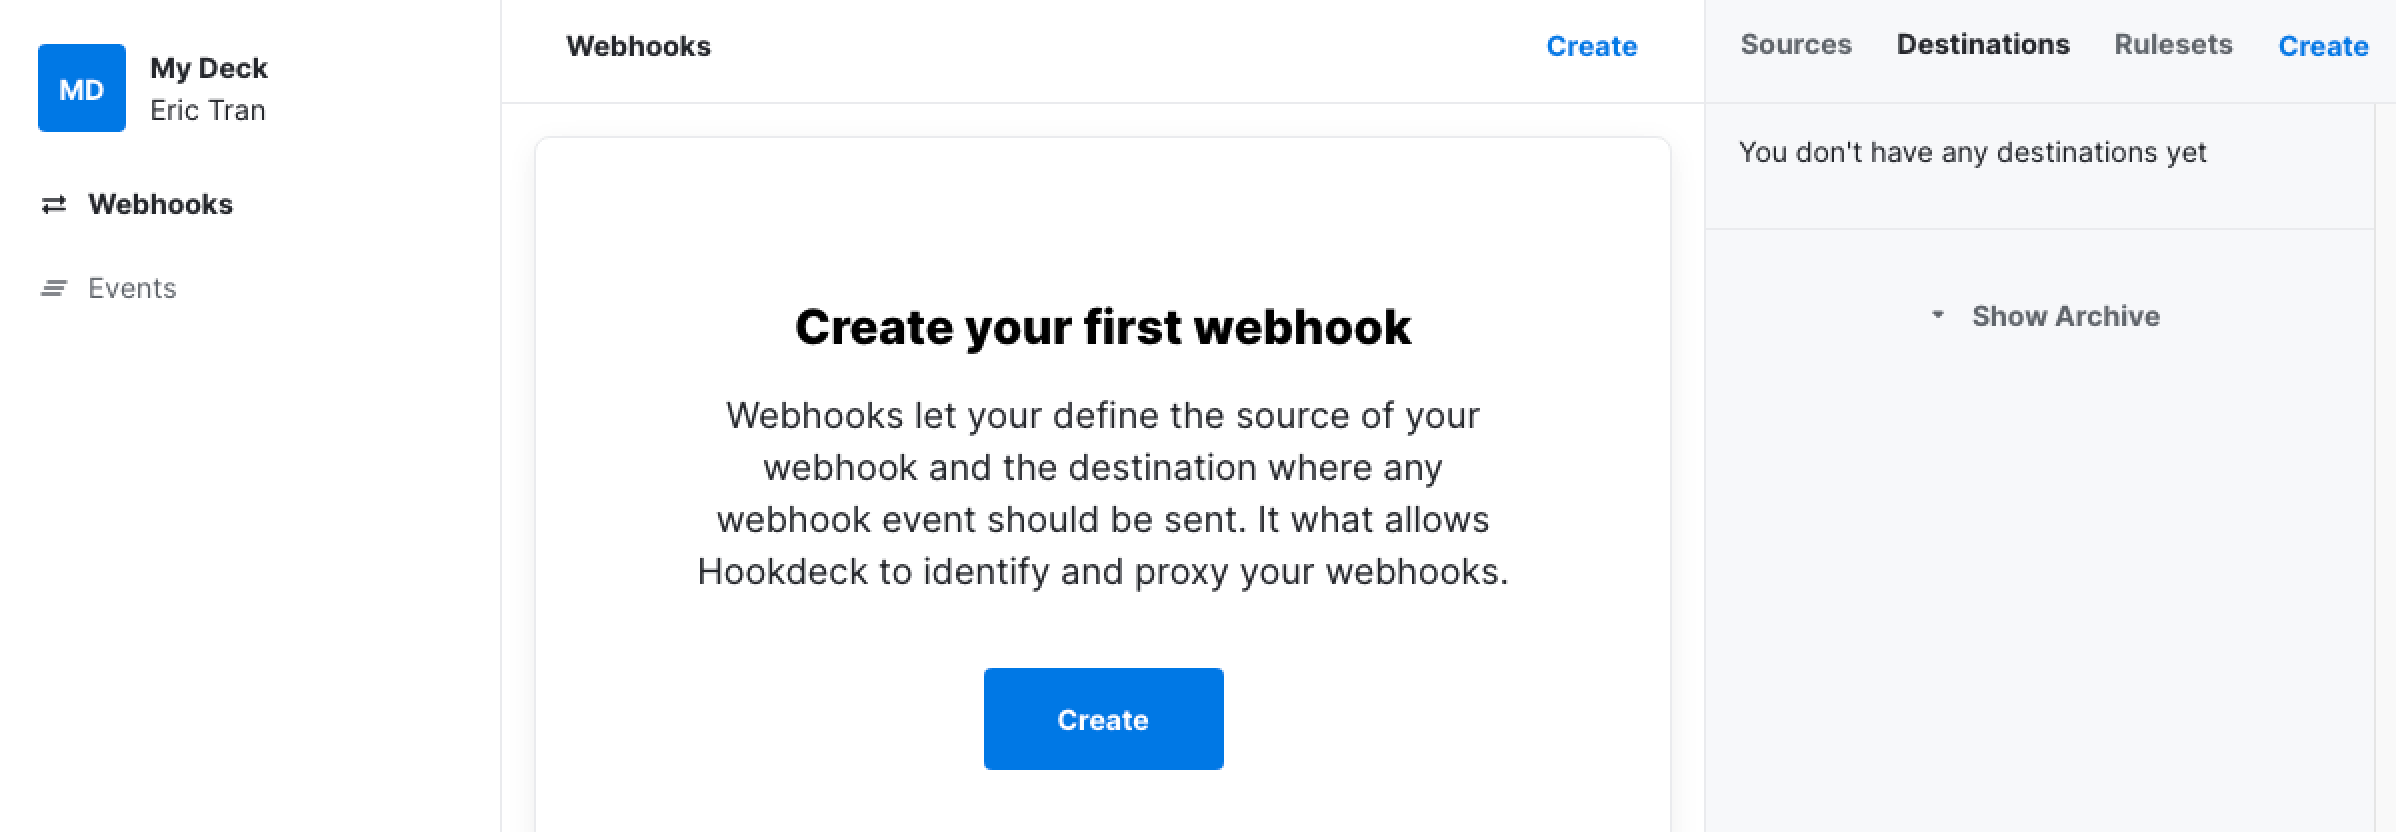 MD
My Deck
Eric Tran
Webhooks
Events
Webhooks
Create
Create your first webhook
Webhooks let your define the source of your
webhook and the destination where any
webhook event should be sent. It what allows
Hookdeck to identify and proxy your webhooks.
Create
Sources Destinations Rulesets Create
You don't have any destinations yet
Show Archive